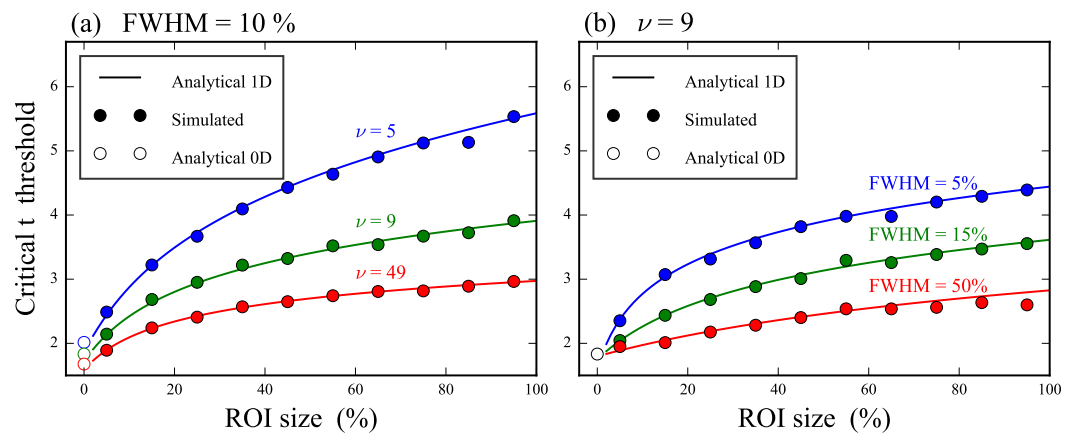 (a) FWHM = 10 %
Critical t threshold
6
5
4
3
2
Analytical 1D
Simulated
Analytical 0D
ν = 5
ν = 9
ν = 49
0 20 40 60 80 100
ROI size (%)
(b) ν = 9
6
5
4
3
2
Analytical 1D
Simulated
Analytical 0D
FWHM = 5%
FWHM = 15%
FWHM = 50%
0 20 40 60 80 100
ROI size (%)